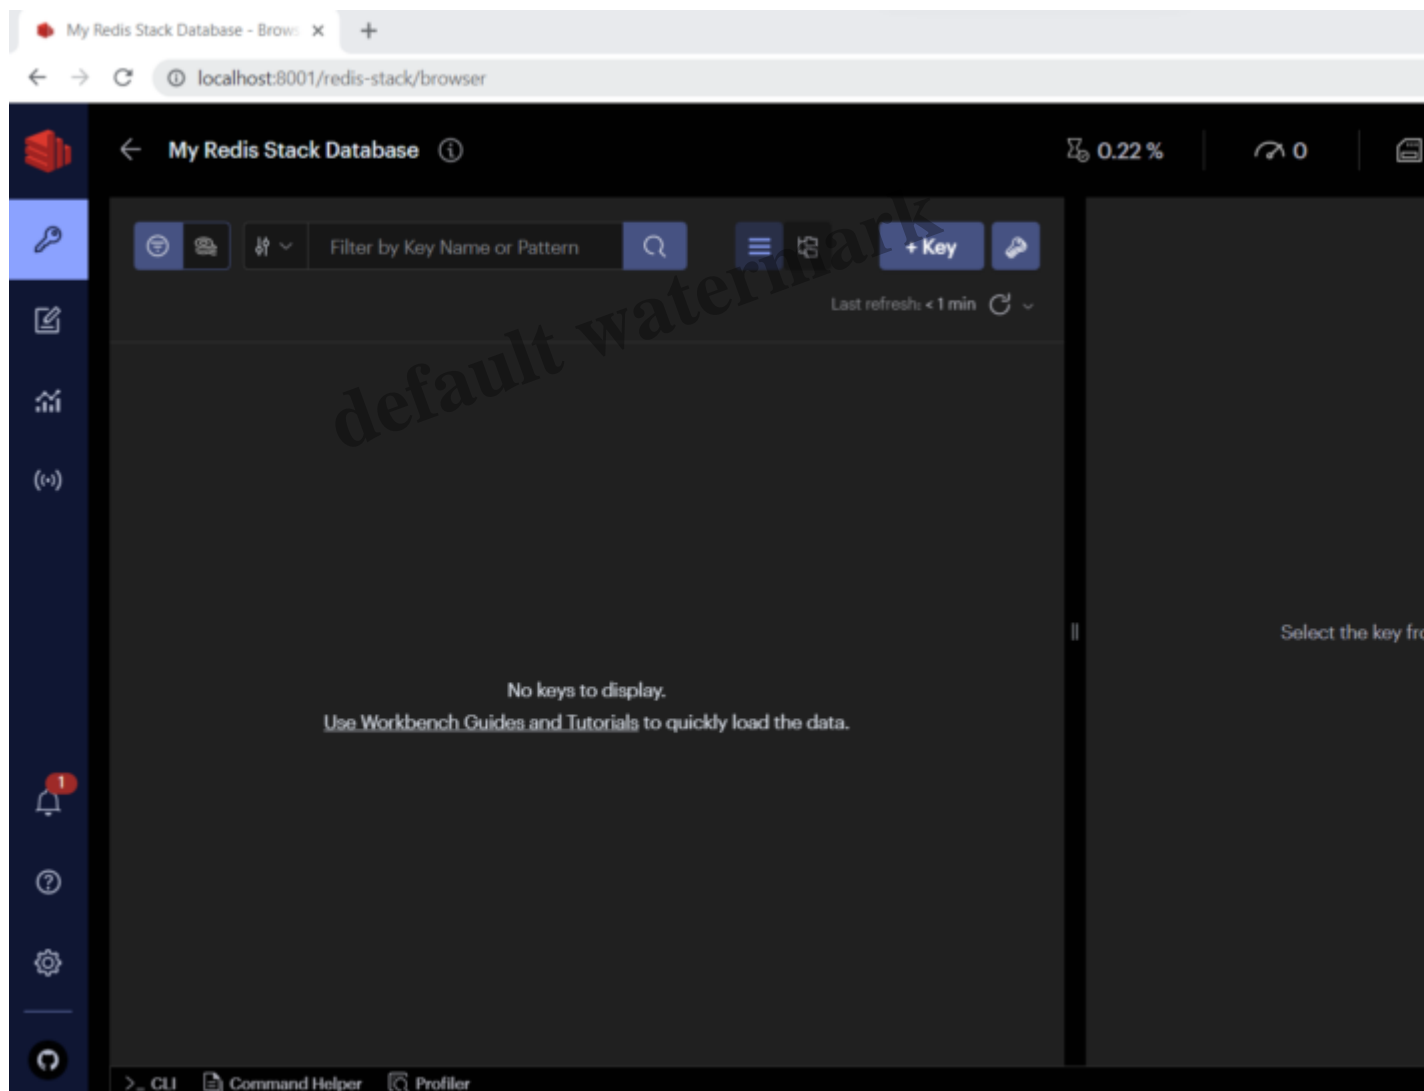 My Redis Stack Database - Brows
localhost:8001/redis-stack/browser
My Redis Stack Database
0.22 %
0
Filter by Key Name or Pattern
+ Key
Last refresh: < 1 min
default watermark
Select the key fro
No keys to display.
Use Workbench Guides and Tutorials to quickly load the data.
1
>_ CLI Command Helper Profiler